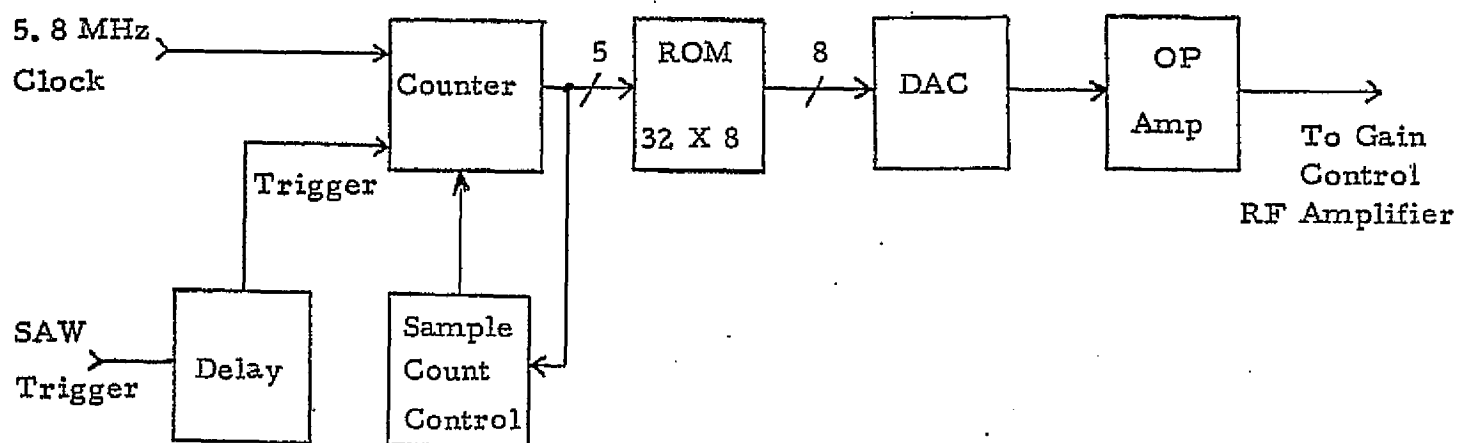 5.8 MHz
Clock
Counter
5
ROM
32 X 8
8
DAC
OP
Amp
To Gain
Control
RF Amplifier
Trigger
SAW
Trigger
Delay
Sample
Count
Control